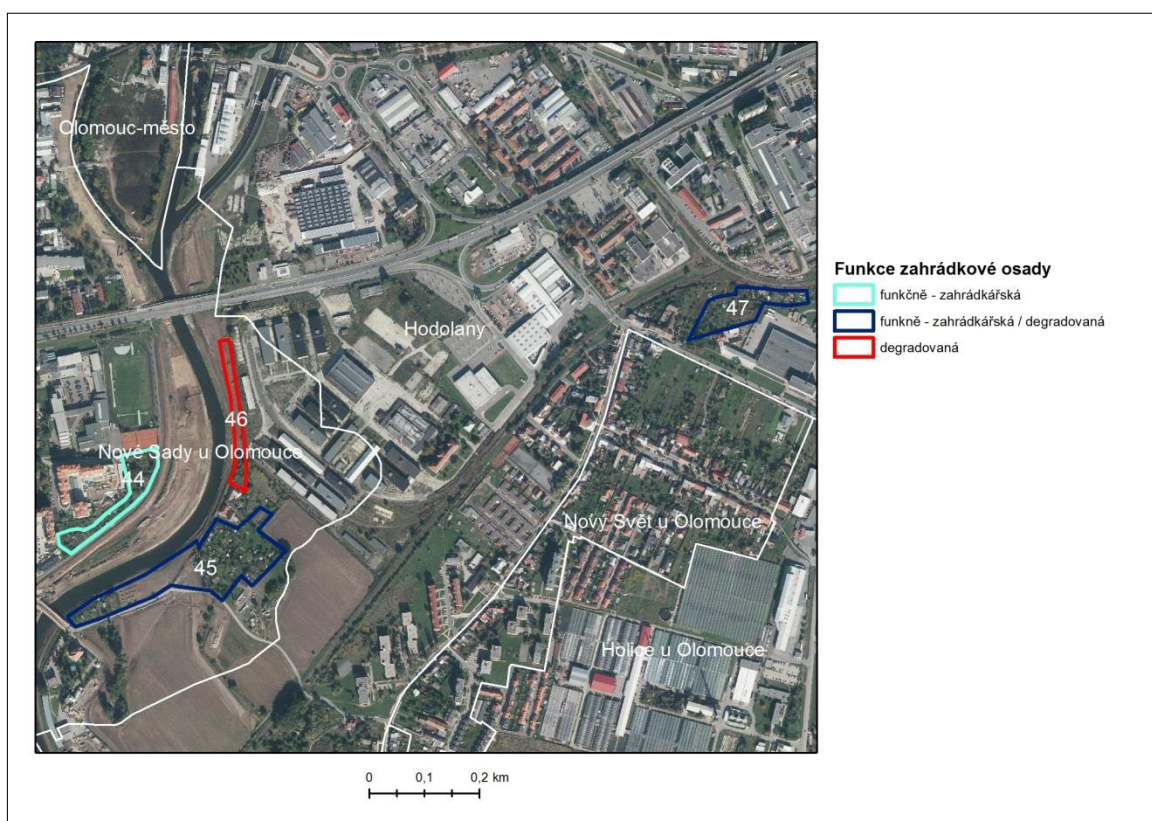 Olomouc-město
Hodolany
47
46
Nové Sady u Olomouce
44
45
Nový Svět u Olomouce
Holice u Olomouce
Funkce zahrádkové osady
funkčně - zahrádkářská
funkně - zahrádkářská / degradovaná
degradovaná
0 0,1 0,2 km